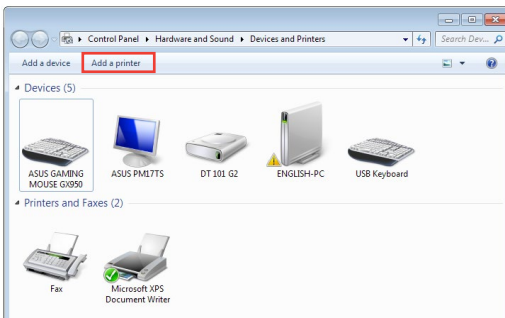 Control Panel ▸ Hardware and Sound ▸ Devices and Printers
Search Dev...
Add a device Add a printer
Devices (5)
ASUS GAMING
MOUSE GX950
ASUS PM17TS
DT 101 G2
ENGLISH-PC
USB Keyboard
Printers and Faxes (2)
Fax
Microsoft XPS
Document Writer